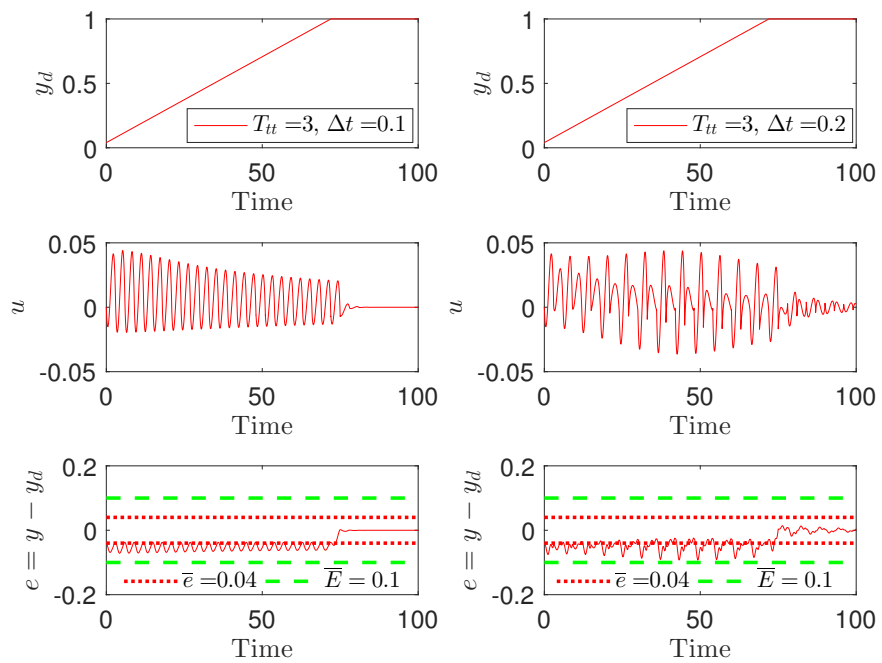 1
0.5
0
y_d
T_tt =3, Δt =0.1
0
50
100
Time
1
0.5
0
y_d
T_tt =3, Δt =0.2
0
50
100
Time
0.05
0
-0.05
u
0
50
100
Time
0.05
0
-0.05
u
0
50
100
Time
0.2
0
-0.2
e = y − y_d
e̅ =0.04
E̅ = 0.1
0
50
100
Time
0.2
0
-0.2
e = y − y_d
e̅ =0.04
E̅ = 0.1
0
50
100
Time